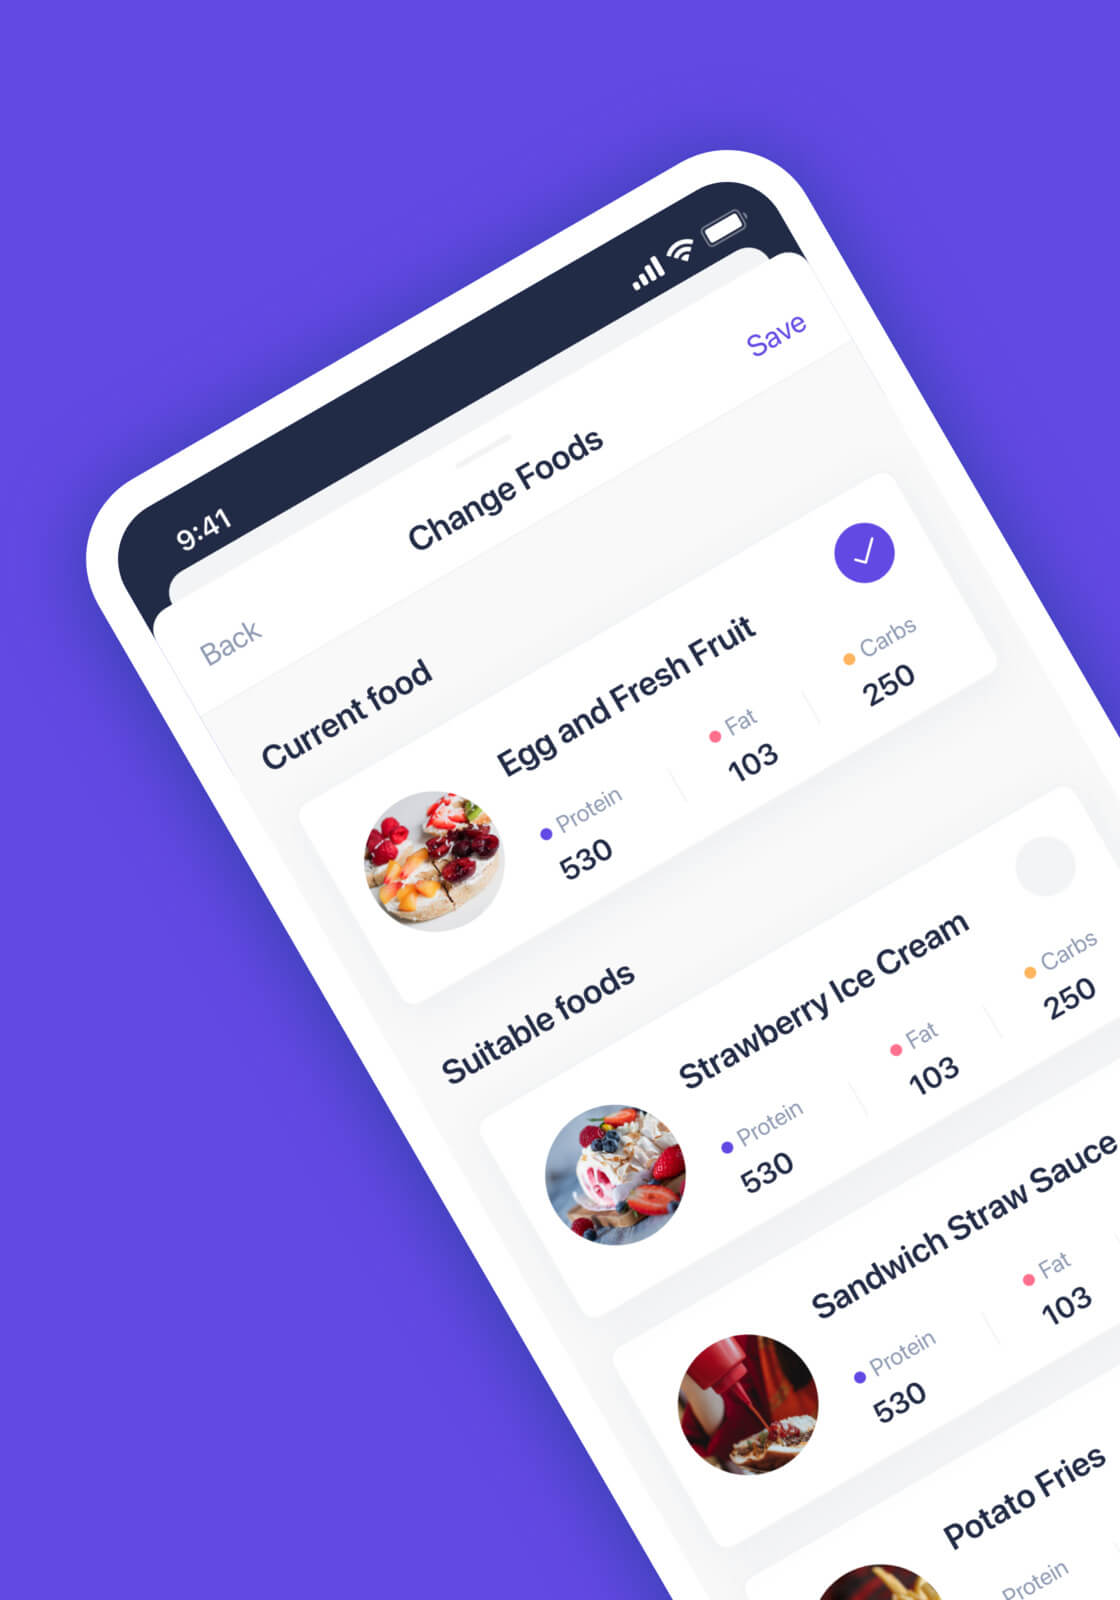 9:41
Back
Change Foods
Save
Current food
Egg and Fresh Fruit
Protein
530
Fat
103
Carbs
250
Suitable foods
Strawberry Ice Cream
Protein
530
Fat
103
Carbs
250
Sandwich Straw Sauce
Protein
530
Fat
103
Potato Fries
Protein